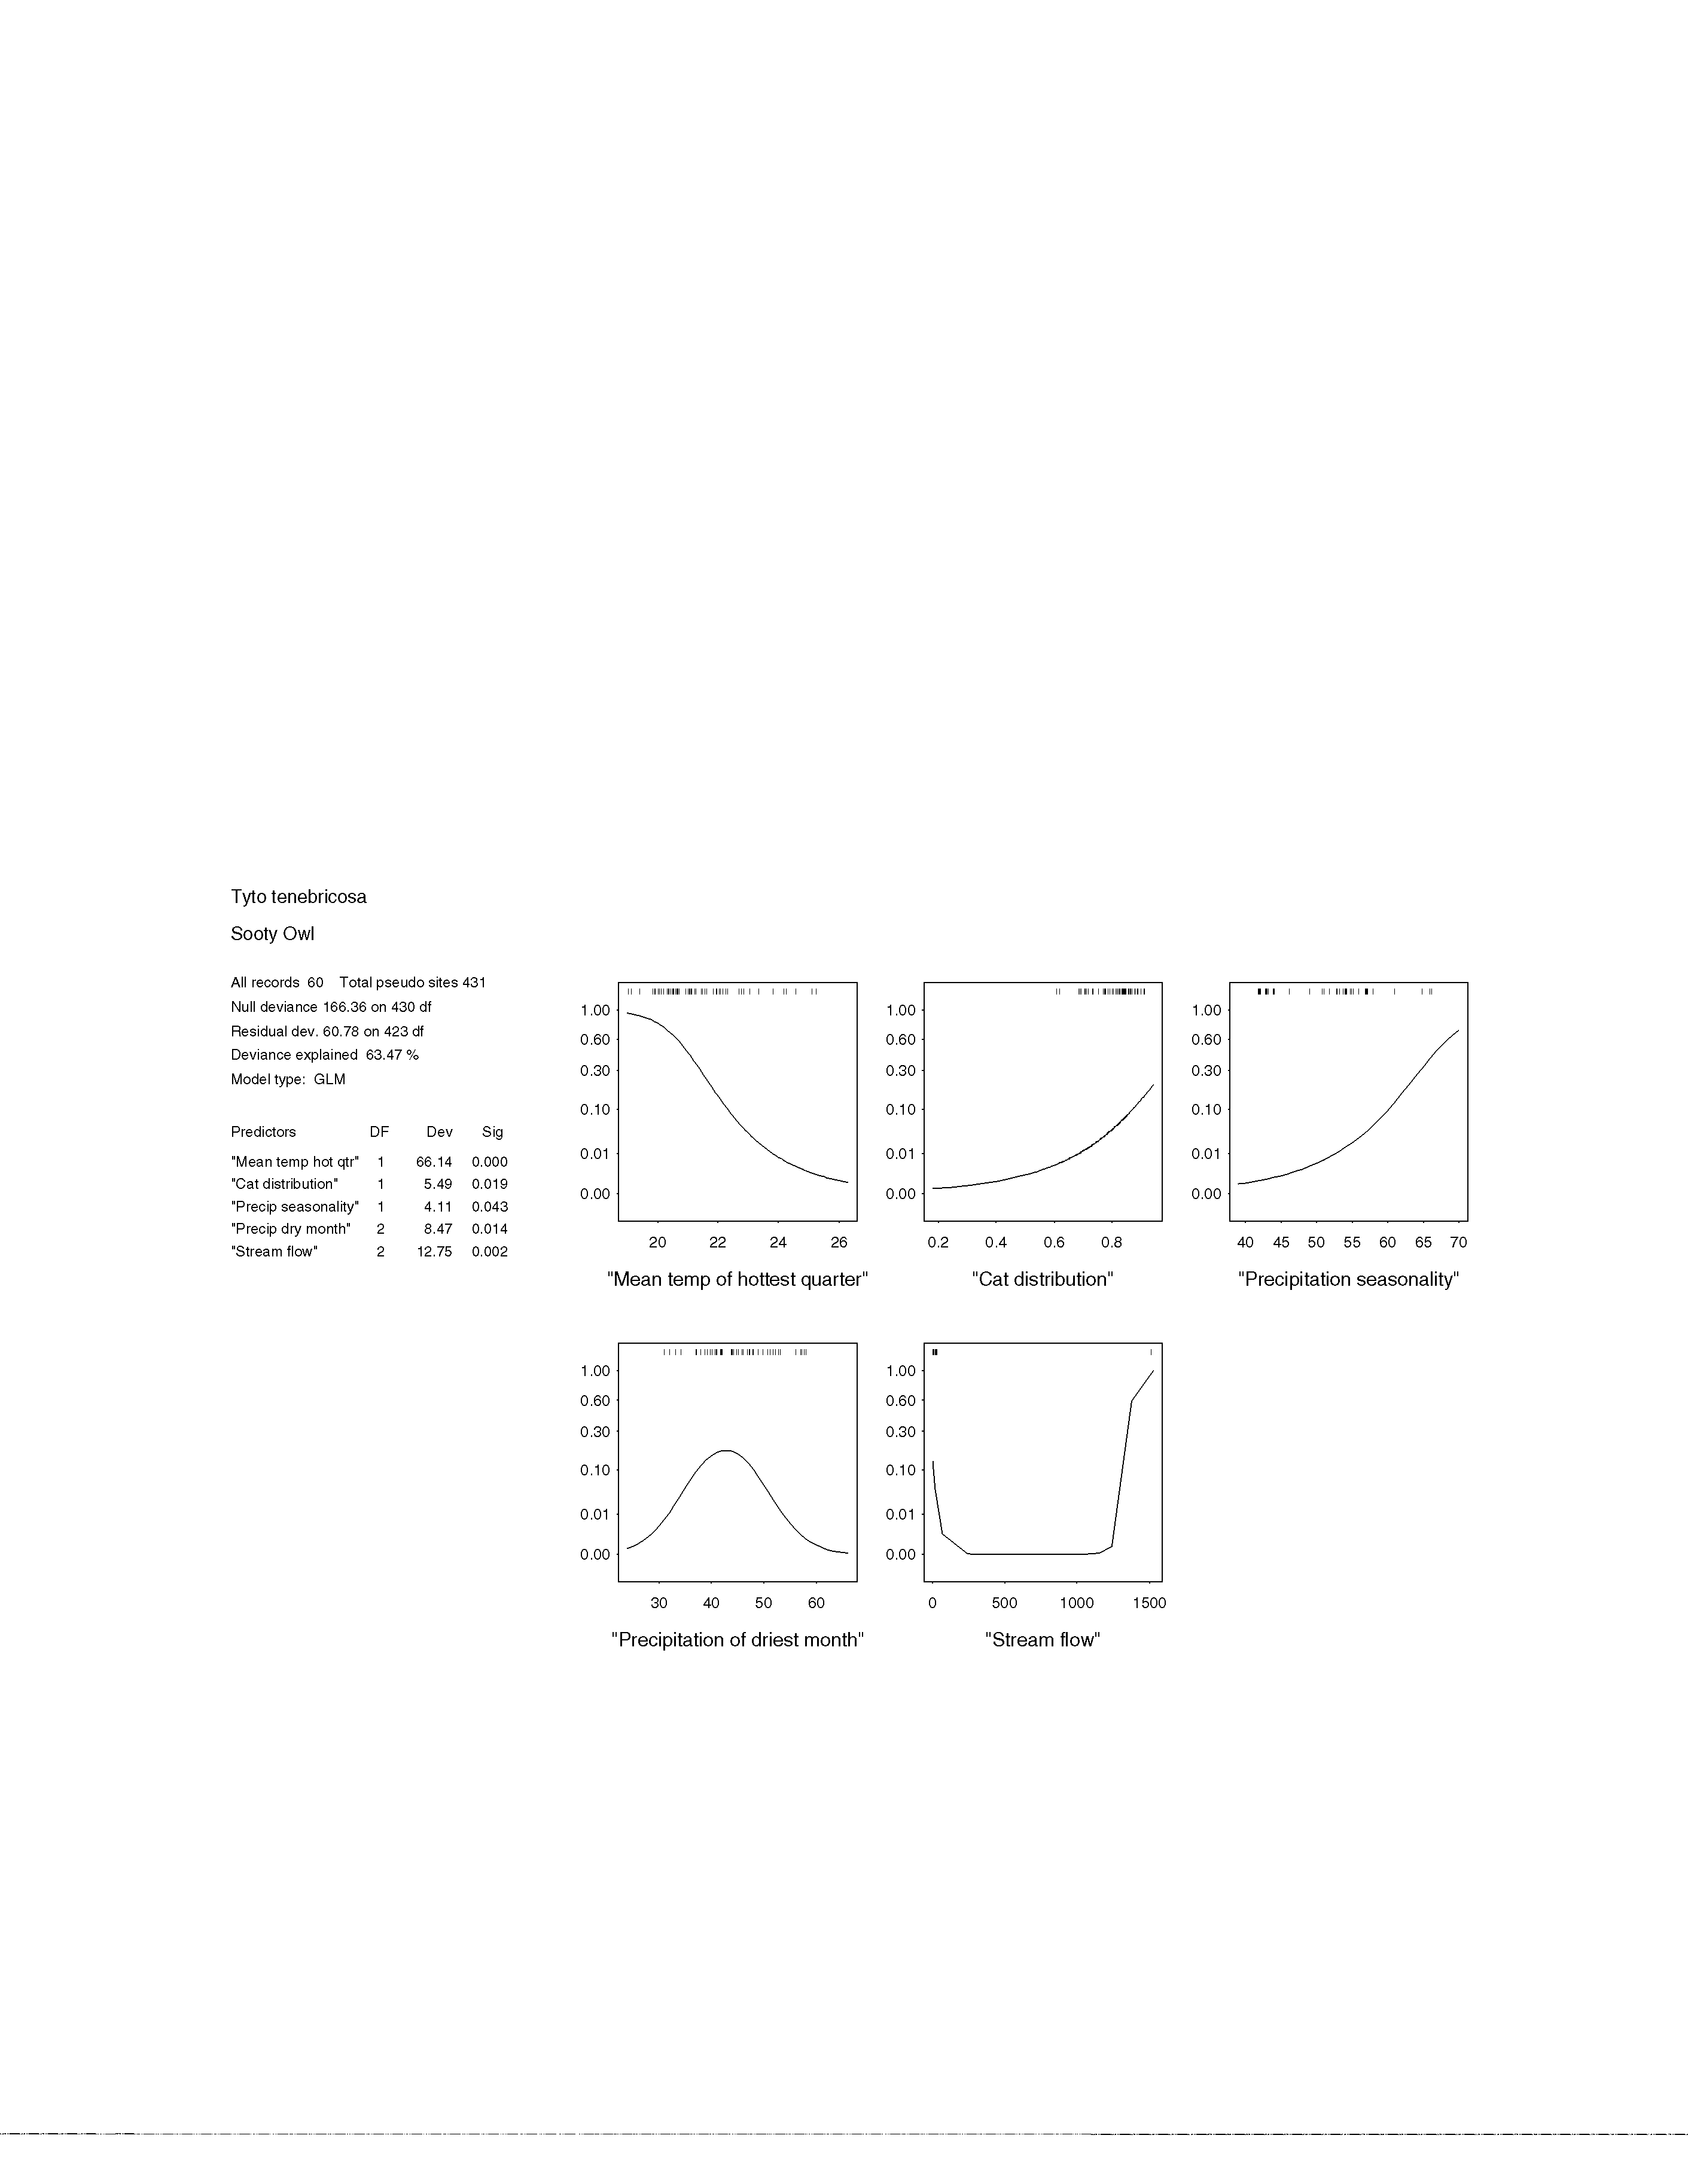 Tyto tenebricosa
Sooty Owl
All records 60 Total pseudo sites 431
Null deviance 166.36 on 430 df
Residual dev. 60.78 on 423 df
Deviance explained 63.47 %
Model type: GLM
Predictors DF Dev Sig
"Mean temp hot qtr" 1 66.14 0.000
"Cat distribution" 1 5.49 0.019
"Precip seasonality" 1 4.11 0.043
"Precip dry month" 2 8.47 0.014
"Stream flow" 2 12.75 0.002
1.00
0.60
0.30
0.10
0.01
0.00
20 22 24 26
"Mean temp of hottest quarter"
1.00
0.60
0.30
0.10
0.01
0.00
0.2 0.4 0.6 0.8
"Cat distribution"
1.00
0.60
0.30
0.10
0.01
0.00
40 45 50 55 60 65 70
"Precipitation seasonality"
1.00
0.60
0.30
0.10
0.01
0.00
30 40 50 60
"Precipitation of driest month"
1.00
0.60
0.30
0.10
0.01
0.00
0 500 1000 1500
"Stream flow"